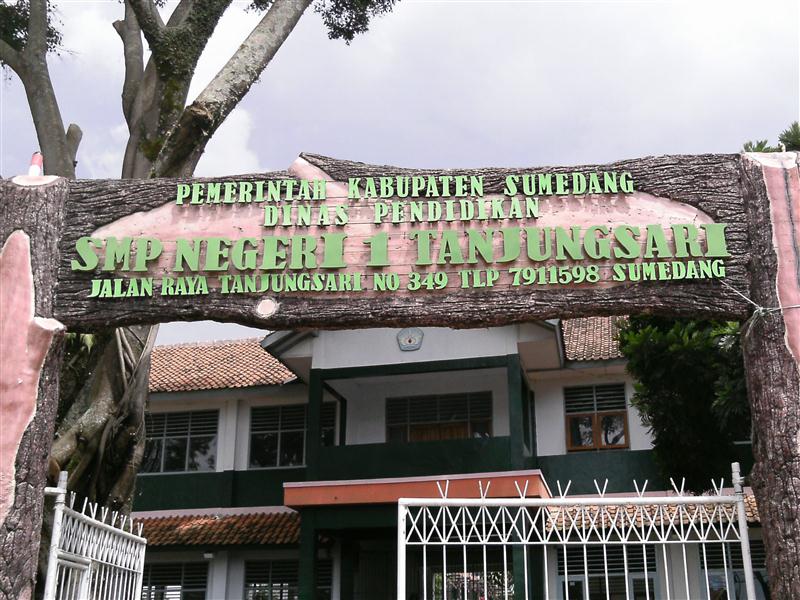 PEMERINTAH KABUPATEN SUMEDANG
DINAS PENDIDIKAN
SMP NEGERI 1 TANJUNGSARI
JALAN RAYA TANJUNGSARI NO 349 TLP 7911598 SUMEDANG